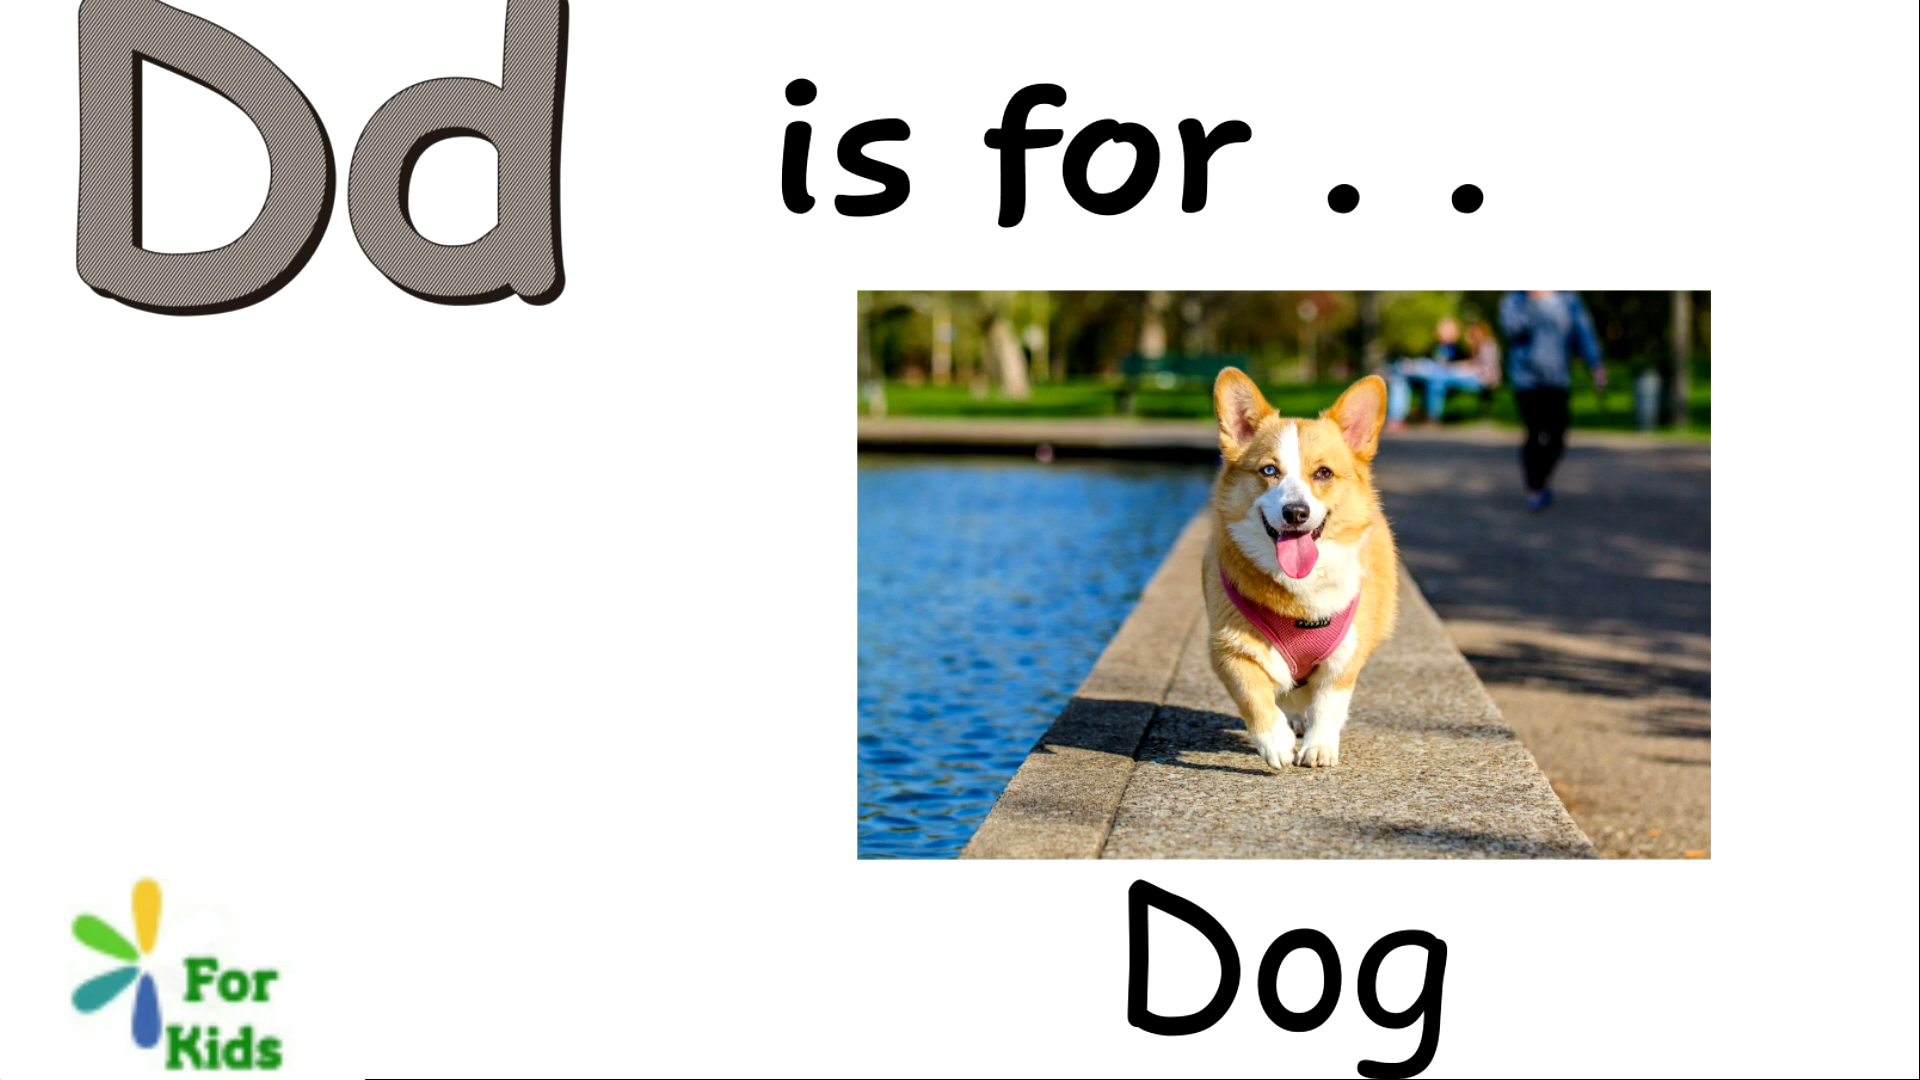 Dd is for . .
Dog
For
Kids